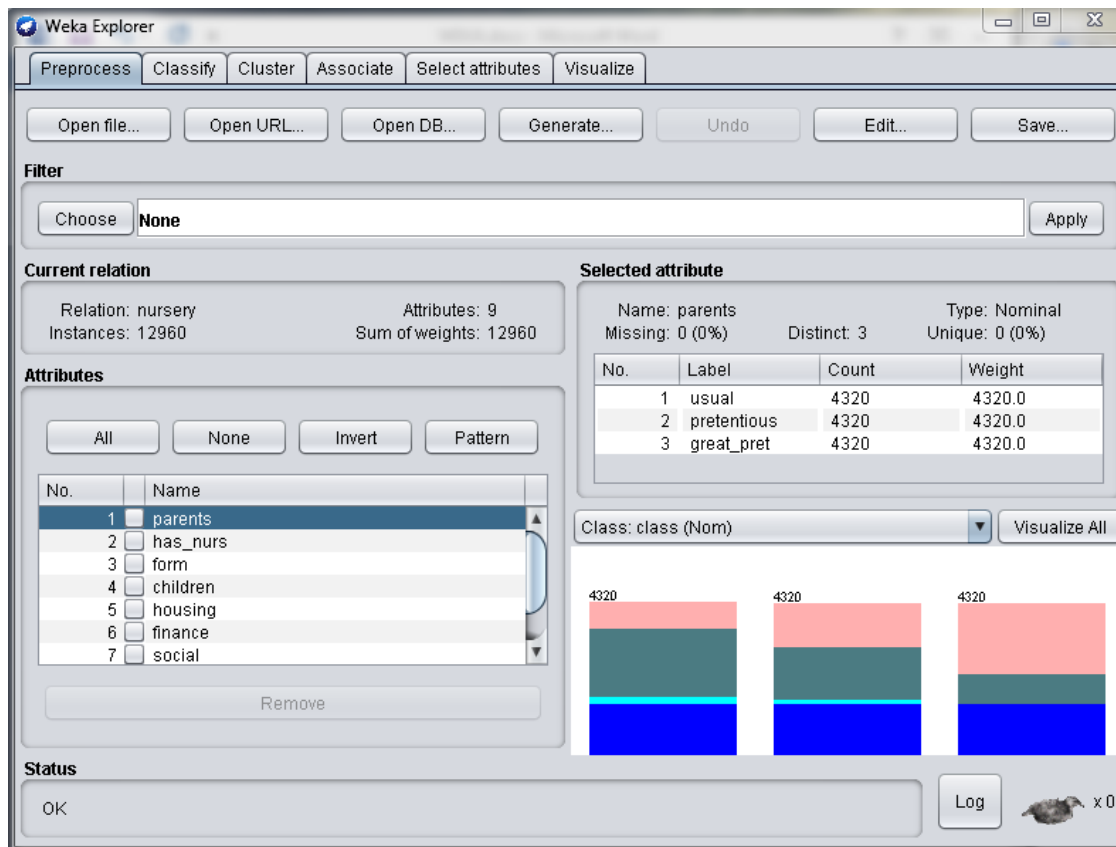 Weka Explorer
Preprocess Classify Cluster Associate Select attributes Visualize
Open file... Open URL... Open DB... Generate... Undo Edit... Save...
Filter
Choose None Apply
Current relation
Relation: nursery Attributes: 9
Instances: 12960 Sum of weights: 12960
Attributes
All None Invert Pattern
No. Name
1 parents
2 has_nurs
3 form
4 children
5 housing
6 finance
7 social
Remove
Selected attribute
Name: parents Type: Nominal
Missing: 0 (0%) Distinct: 3 Unique: 0 (0%)
No. Label Count Weight
1 usual 4320 4320.0
2 pretentious 4320 4320.0
3 great_pret 4320 4320.0
Class: class (Nom) Visualize All
4320 4320 4320
Status
OK Log x 0